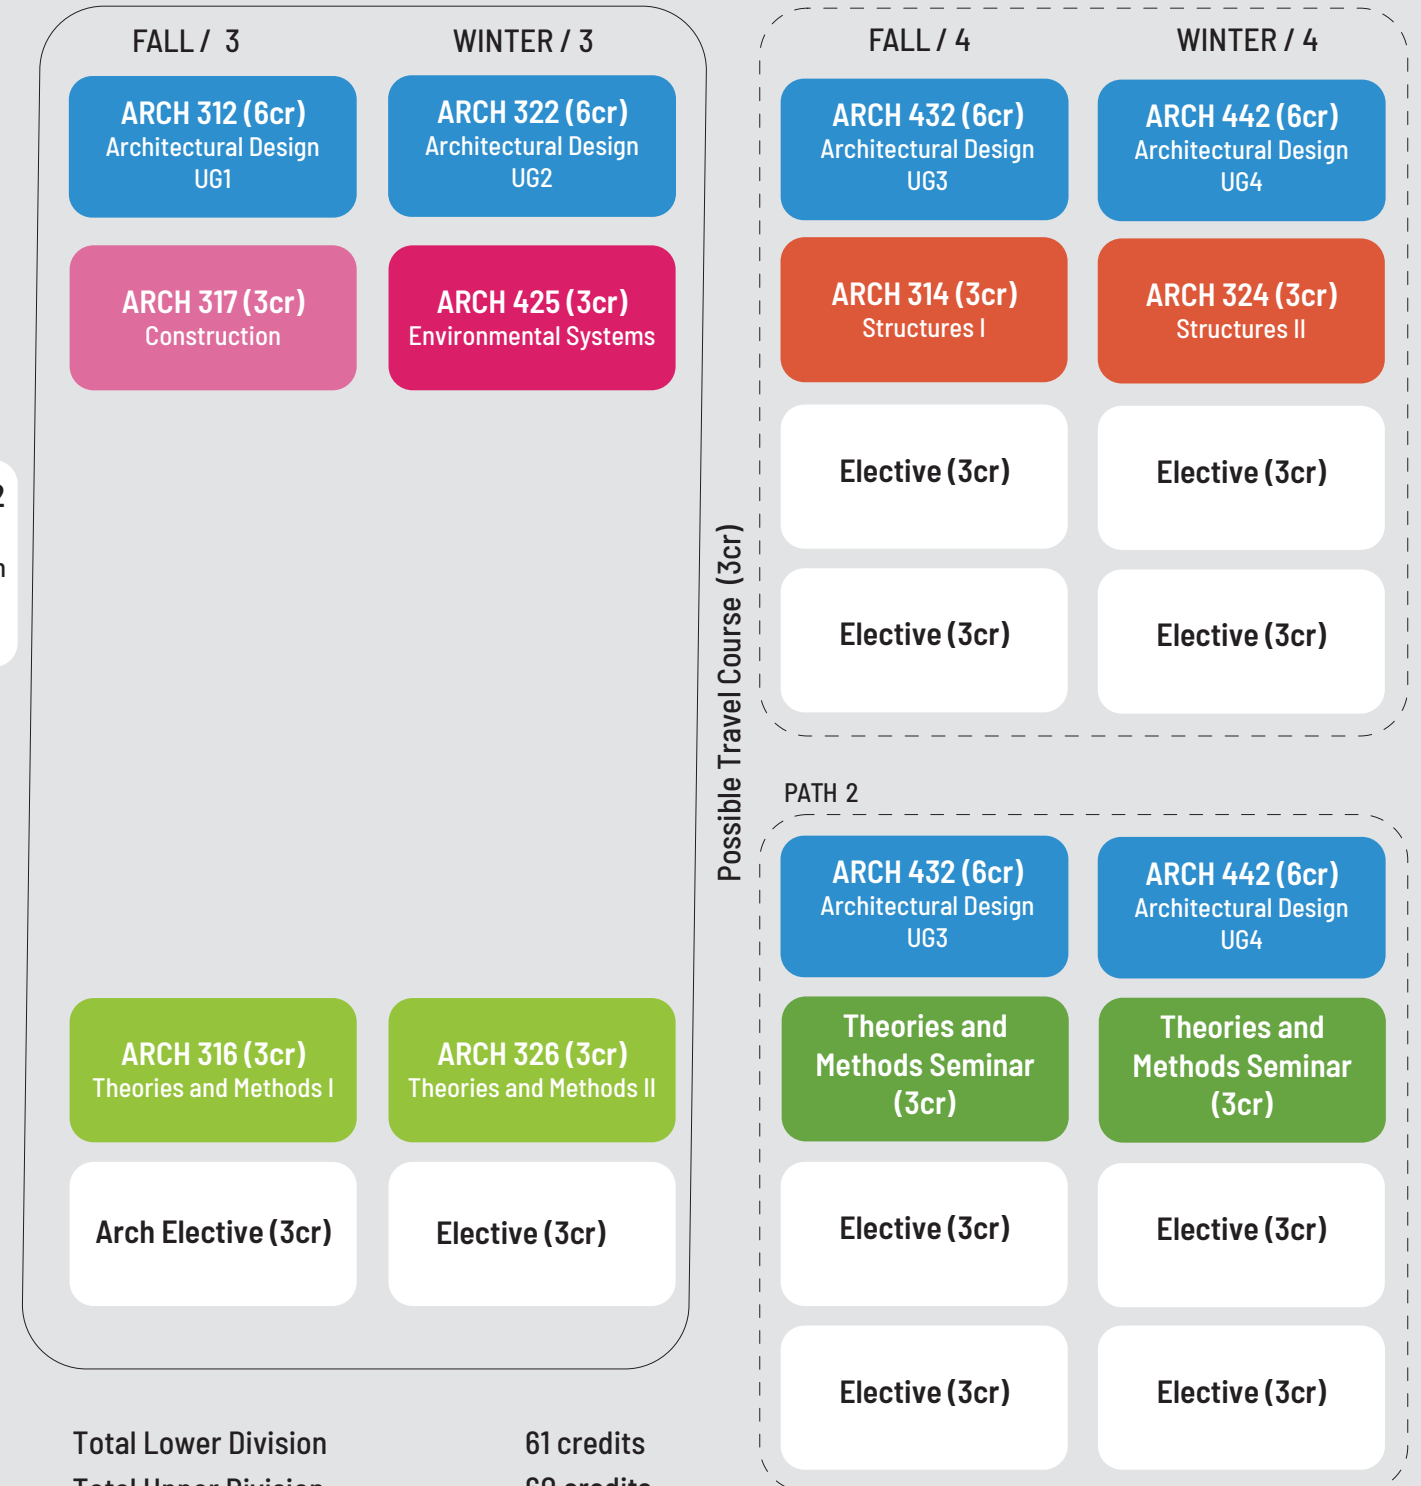 FALL / 3
WINTER / 3
ARCH 312 (6cr)
Architectural Design
UG1
ARCH 322 (6cr)
Architectural Design
UG2
ARCH 317 (3cr)
Construction
ARCH 425 (3cr)
Environmental Systems
ARCH 316 (3cr)
Theories and Methods I
ARCH 326 (3cr)
Theories and Methods II
Arch Elective (3cr)
Elective (3cr)
Possible Travel Course (3cr)
FALL / 4
WINTER / 4
ARCH 432 (6cr)
Architectural Design
UG3
ARCH 442 (6cr)
Architectural Design
UG4
ARCH 314 (3cr)
Structures I
ARCH 324 (3cr)
Structures II
Elective (3cr)
Elective (3cr)
Elective (3cr)
Elective (3cr)
PATH 2
ARCH 432 (6cr)
Architectural Design
UG3
ARCH 442 (6cr)
Architectural Design
UG4
Theories and
Methods Seminar
(3cr)
Theories and
Methods Seminar
(3cr)
Elective (3cr)
Elective (3cr)
Elective (3cr)
Elective (3cr)
Total Lower Division 61 credits
Total Upper Division credits